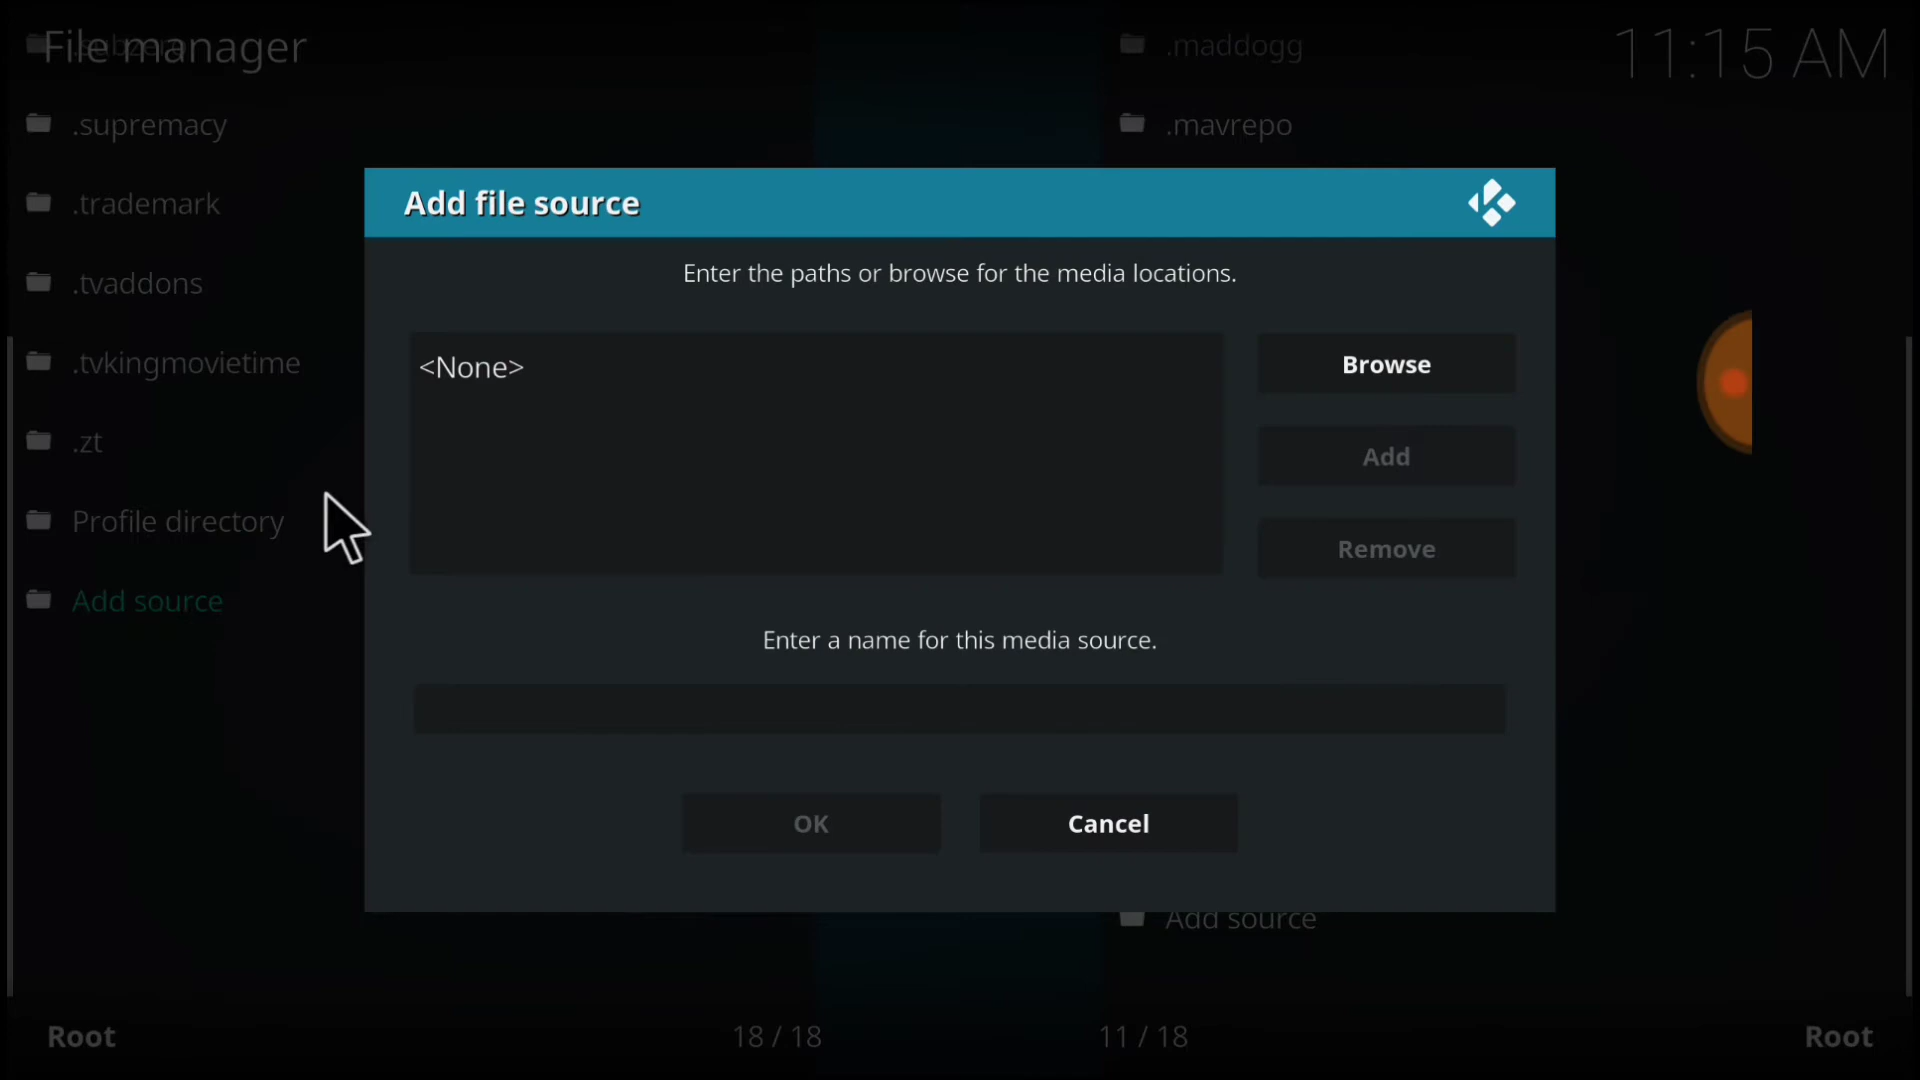 File manager
.subzero
.maddogg
11:15 AM
.supremacy
.mavrepo
.trademark
Add file source
.tvaddons
Enter the paths or browse for the media locations.
.tvkingmovietime
<None>
Browse
.zt
Add
Profile directory
Remove
Add source
Enter a name for this media source.
OK
Cancel
Add source
Root
18 / 18
11 / 18
Root